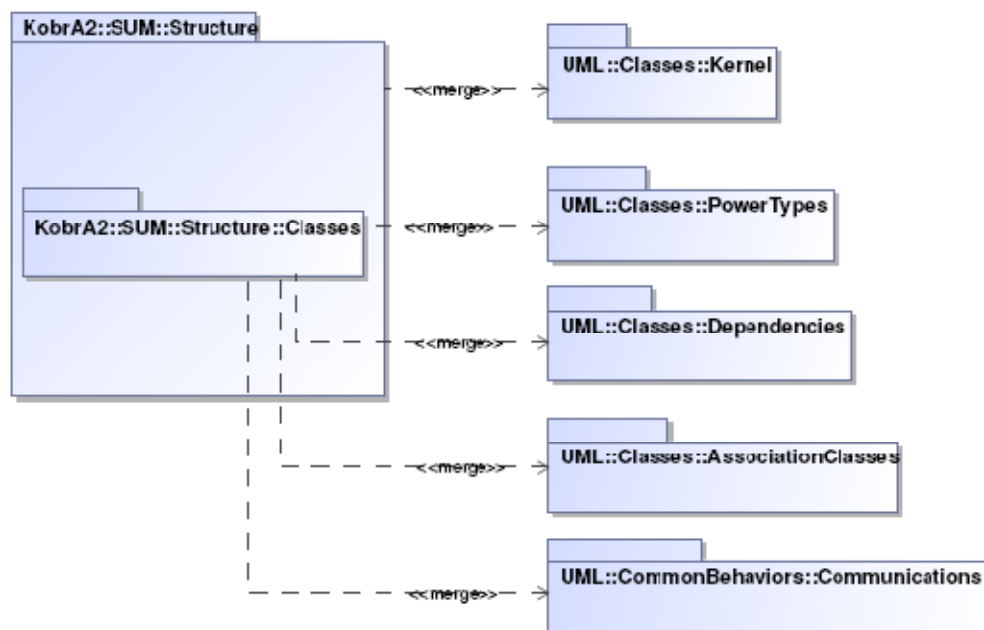 KobrA2::SUM::Structure
<<merge>>
UML::Classes::Kernel
KobrA2::SUM::Structure::Classes
<<merge>>
UML::Classes::PowerTypes
<<merge>>
UML::Classes::Dependencies
<<merge>>
UML::Classes::AssociationClasses
<<merge>>
UML::CommonBehaviors::Communications